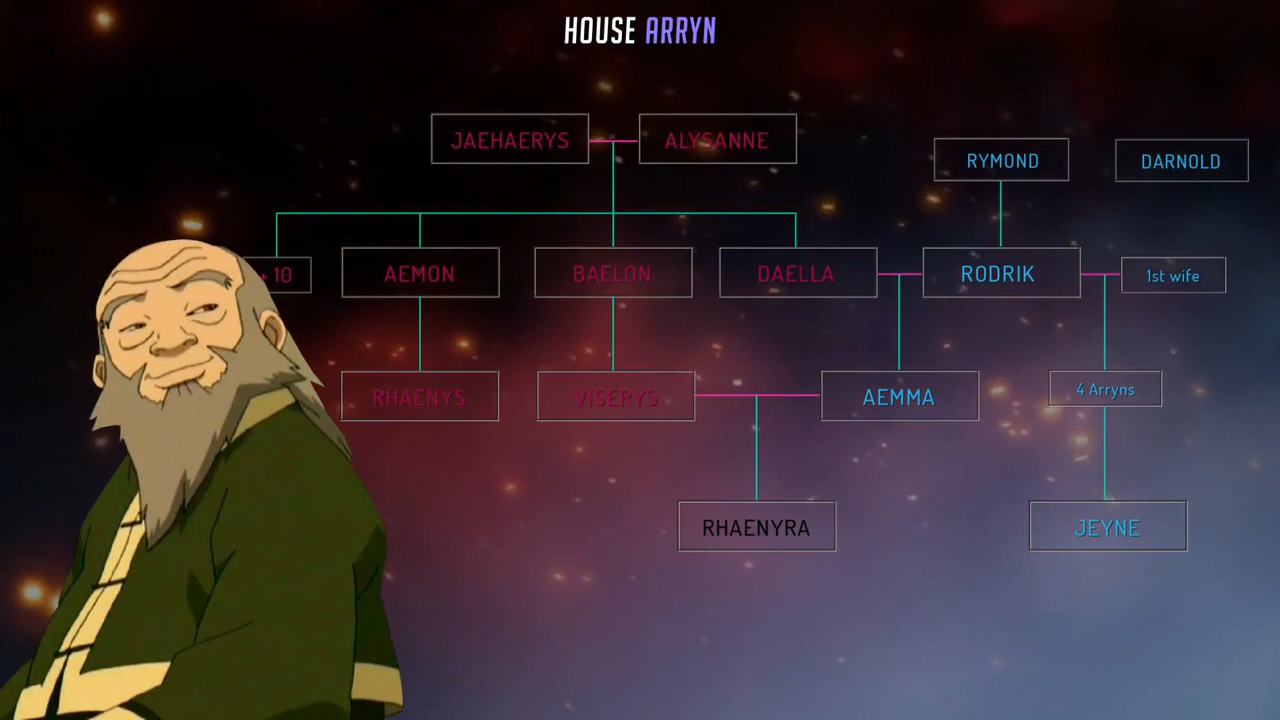 HOUSE ARRYN
JAEHAERYS
ALYSANNE
RYMOND
DARNOLD
+ 10
AEMON
BAELON
DAELLA
RODRIK
1st wife
RHAENYS
VISERYS
AEMMA
4 Arryns
RHAENYRA
JEYNE